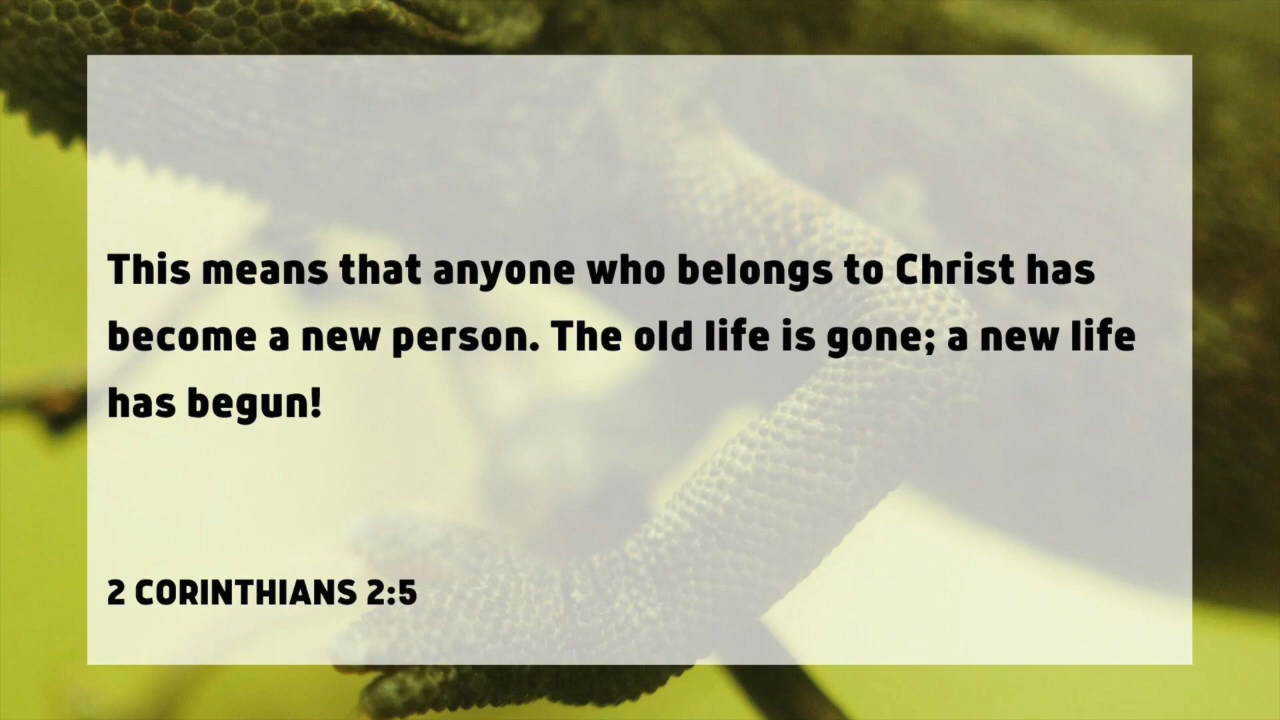 This means that anyone who belongs to Christ has
become a new person. The old life is gone; a new life
has begun!
2 CORINTHIANS 2:5